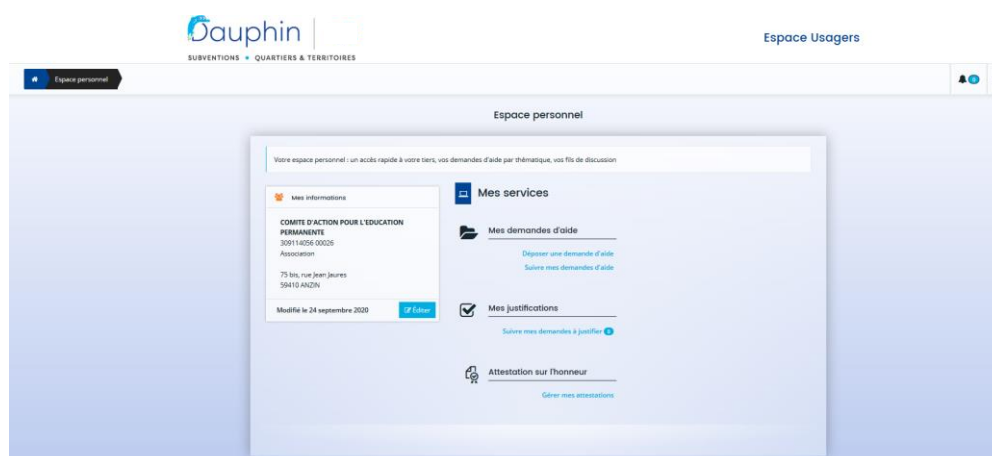 Dauphin
SUBVENTIONS • QUARTIERS & TERRITOIRES
Espace Usagers
Espace personnel
Espace personnel
Votre espace personnel : un accès rapide à votre tiers, vos demandes d'aide par thématique, vos fils de discussion
Mes informations
COMITE D'ACTION POUR L'EDUCATION
PERMANENTE
309114056 00026
Association
75 bis, rue Jean Jaures
59410 ANZIN
Modifié le 24 septembre 2020
Éditer
Mes services
Mes demandes d'aide
Déposer une demande d'aide
Suivre mes demandes d'aide
Mes justifications
Suivre mes demandes à justifier
Attestation sur l'honneur
Gérer mes attestations